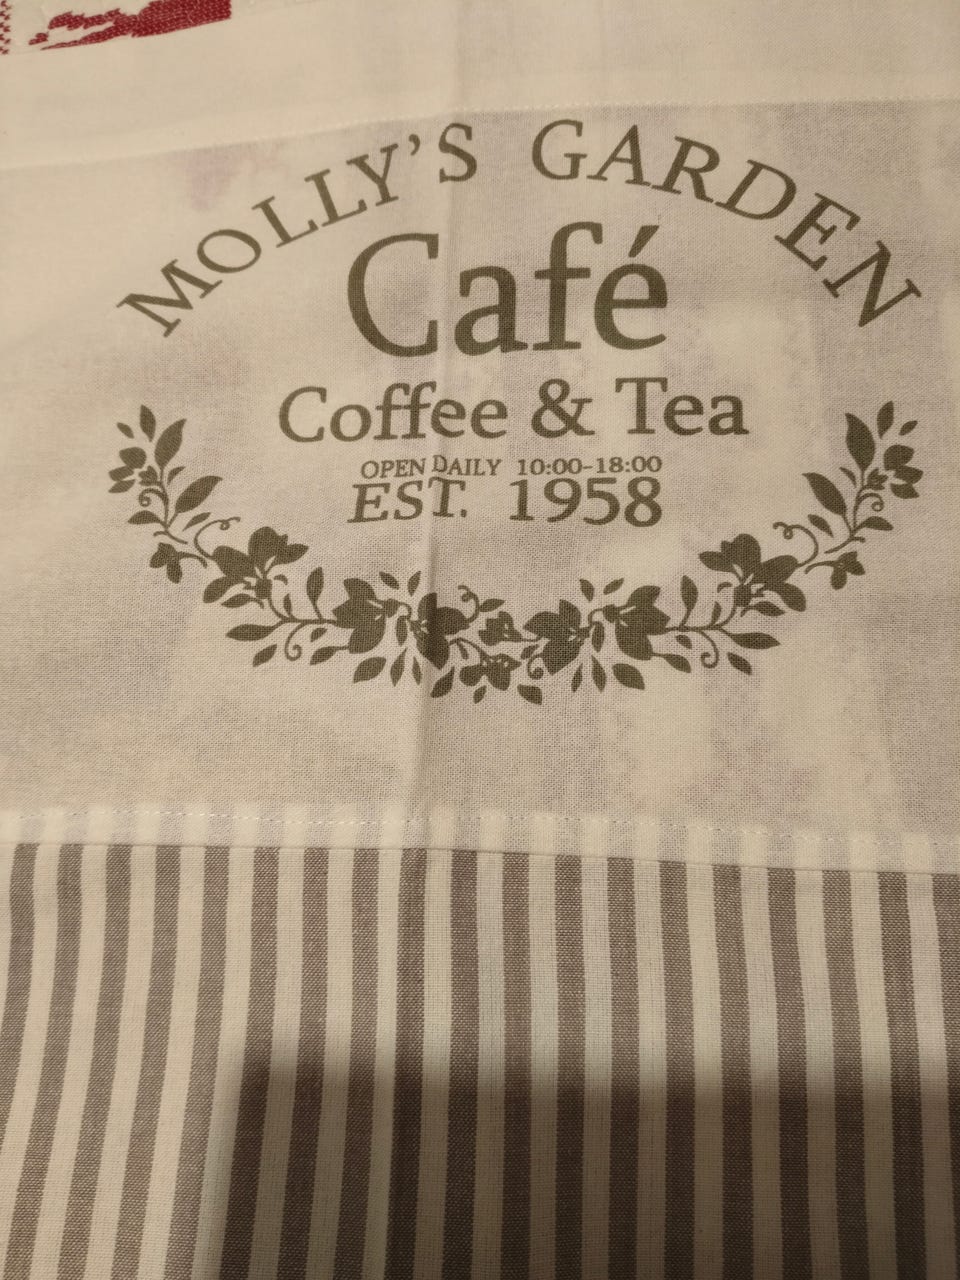 MOLLY'S GARDEN
Café
Coffee & Tea
OPEN DAILY 10:00-18:00
EST. 1958